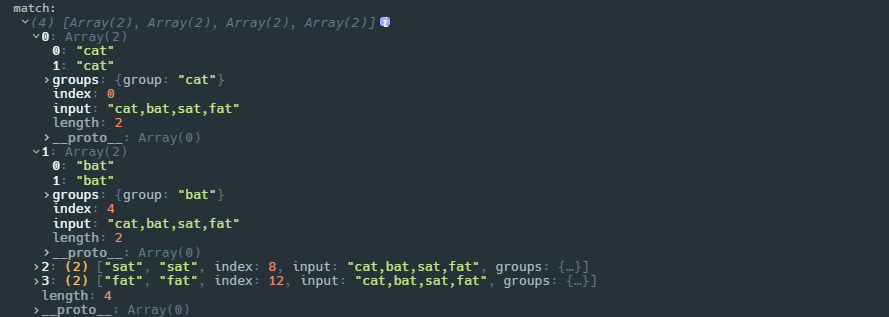 match:
(4) [Array(2), Array(2), Array(2), Array(2)] i
0: Array(2)
0: "cat"
1: "cat"
groups: {group: "cat"}
index: 0
input: "cat,bat,sat,fat"
length: 2
__proto__: Array(0)
1: Array(2)
0: "bat"
1: "bat"
groups: {group: "bat"}
index: 4
input: "cat,bat,sat,fat"
length: 2
__proto__: Array(0)
2: (2) ["sat", "sat", index: 8, input: "cat,bat,sat,fat", groups: {…}]
3: (2) ["fat", "fat", index: 12, input: "cat,bat,sat,fat", groups: {…}]
length: 4
__proto__: Array(0)